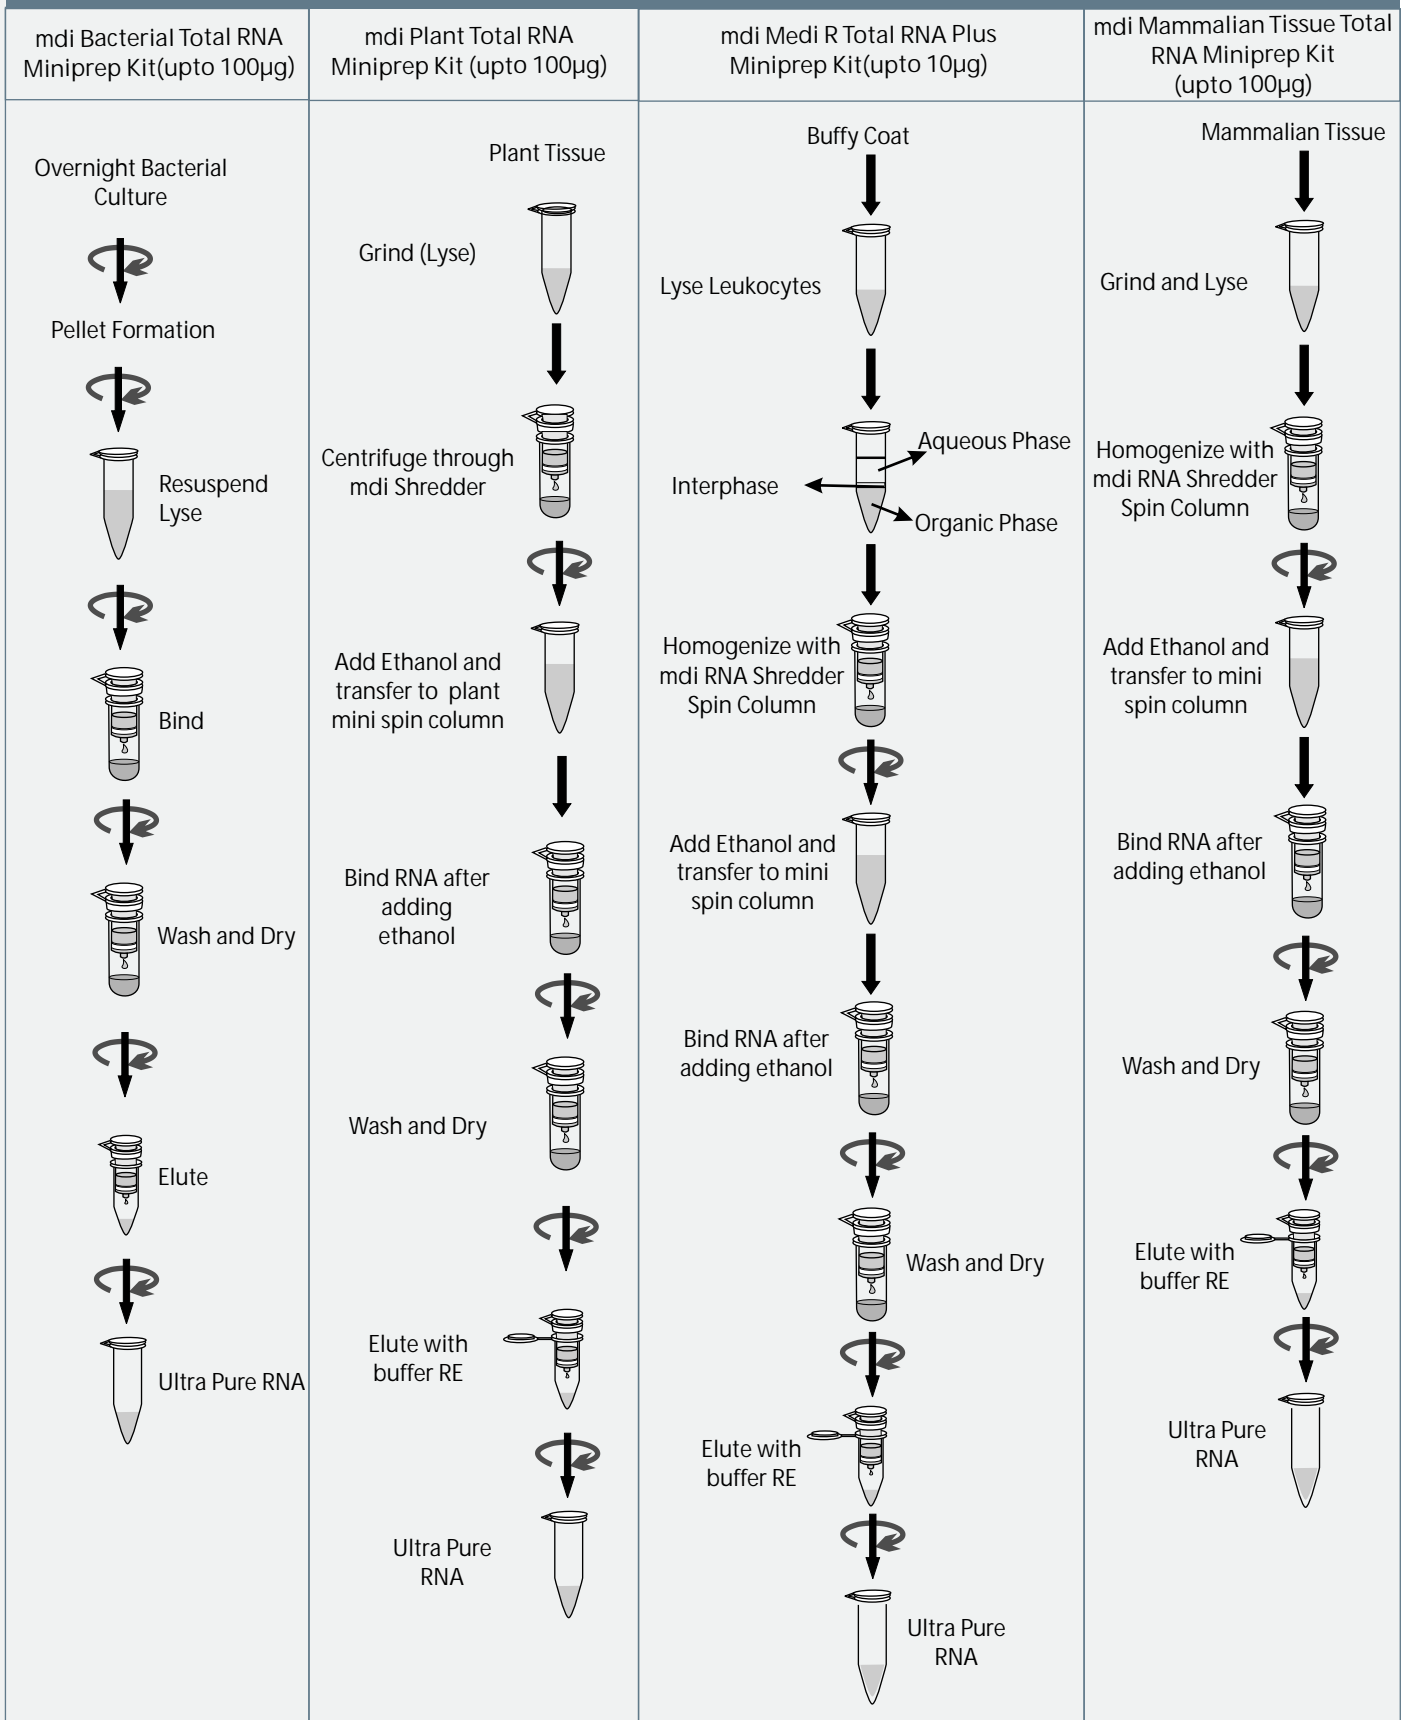 mdi Bacterial Total RNA
Miniprep Kit(upto 100µg)
Overnight Bacterial
Culture
Pellet Formation
Resuspend
Lyse
Bind
Wash and Dry
Elute
Ultra Pure RNA
mdi Plant Total RNA
Miniprep Kit (upto 100µg)
Plant Tissue
Grind (Lyse)
Centrifuge through
mdi Shredder
Add Ethanol and
transfer to plant
mini spin column
Bind RNA after
adding
ethanol
Wash and Dry
Elute with
buffer RE
Ultra Pure
RNA
mdi Medi R Total RNA Plus
Miniprep Kit(upto 10µg)
Buffy Coat
Lyse Leukocytes
Aqueous Phase
Interphase
Organic Phase
Homogenize with
mdi RNA Shredder
Spin Column
Add Ethanol and
transfer to mini
spin column
Bind RNA after
adding ethanol
Wash and Dry
Elute with
buffer RE
Ultra Pure
RNA
mdi Mammalian Tissue Total
RNA Miniprep Kit
(upto 100µg)
Mammalian Tissue
Grind and Lyse
Homogenize with
mdi RNA Shredder
Spin Column
Add Ethanol and
transfer to mini
spin column
Bind RNA after
adding ethanol
Wash and Dry
Elute with
buffer RE
Ultra Pure
RNA